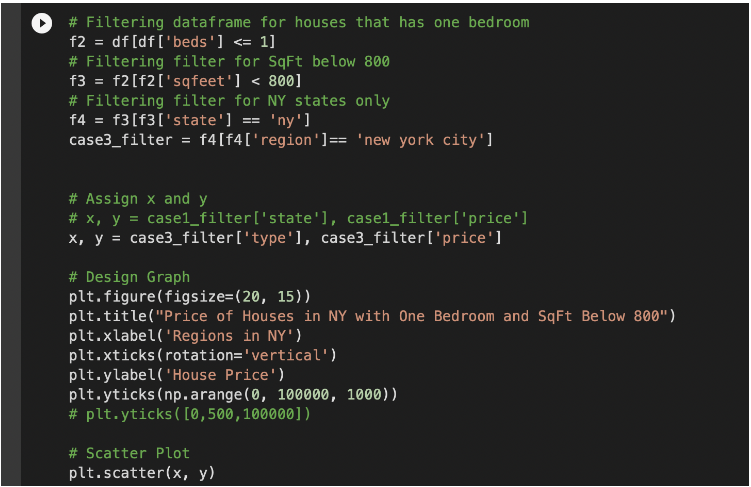 # Filtering dataframe for houses that has one bedroom
f2 = df[df['beds'] <= 1]
# Filtering filter for SqFt below 800
f3 = f2[f2['sqfeet'] < 800]
# Filtering filter for NY states only
f4 = f3[f3['state'] == 'ny']
case3_filter = f4[f4['region']== 'new york city']
# Assign x and y
# x, y = case1_filter['state'], case1_filter['price']
x, y = case3_filter['type'], case3_filter['price']
# Design Graph
plt.figure(figsize=(20, 15))
plt.title("Price of Houses in NY with One Bedroom and SqFt Below 800")
plt.xlabel('Regions in NY')
plt.xticks(rotation='vertical')
plt.ylabel('House Price')
plt.yticks(np.arange(0, 100000, 1000))
# plt.yticks([0,500,100000])
# Scatter Plot
plt.scatter(x, y)